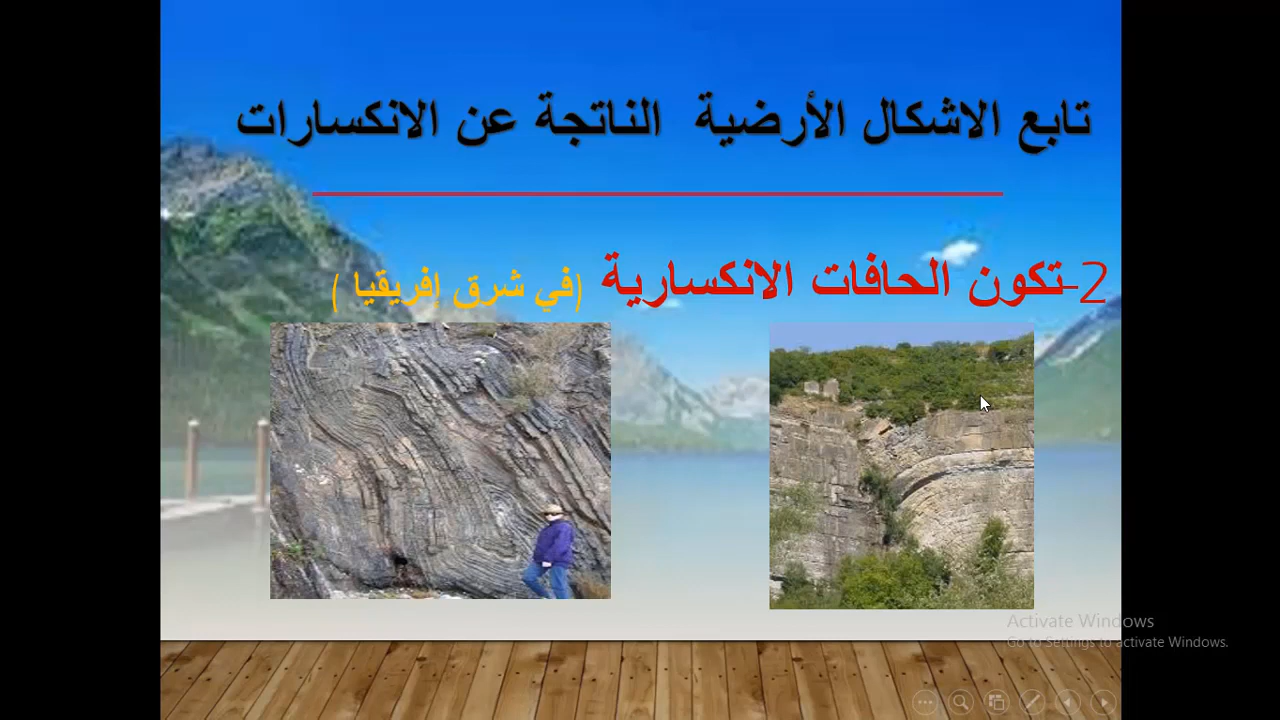 تابع الاشكال الأرضية الناتجة عن الانكسارات
2-تكون الحافات الانكسارية (في شرق إفريقيا )
Activate Windows
Go to Settings to activate Windows.